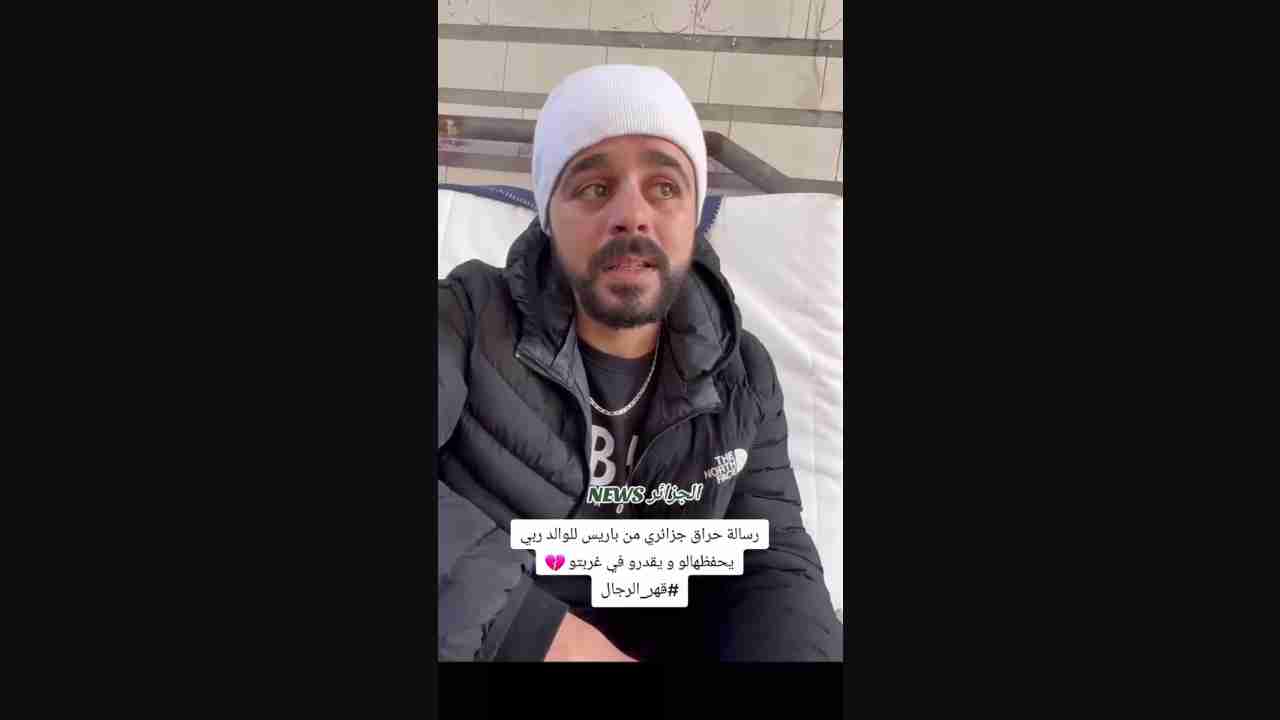 THE
NORTH
FACE
الجزائر NEWS
رسالة حراق جزائري من باريس للوالد ربي
يحفظهالو و يقدرو في غربتو 💔
#قهر_الرجال